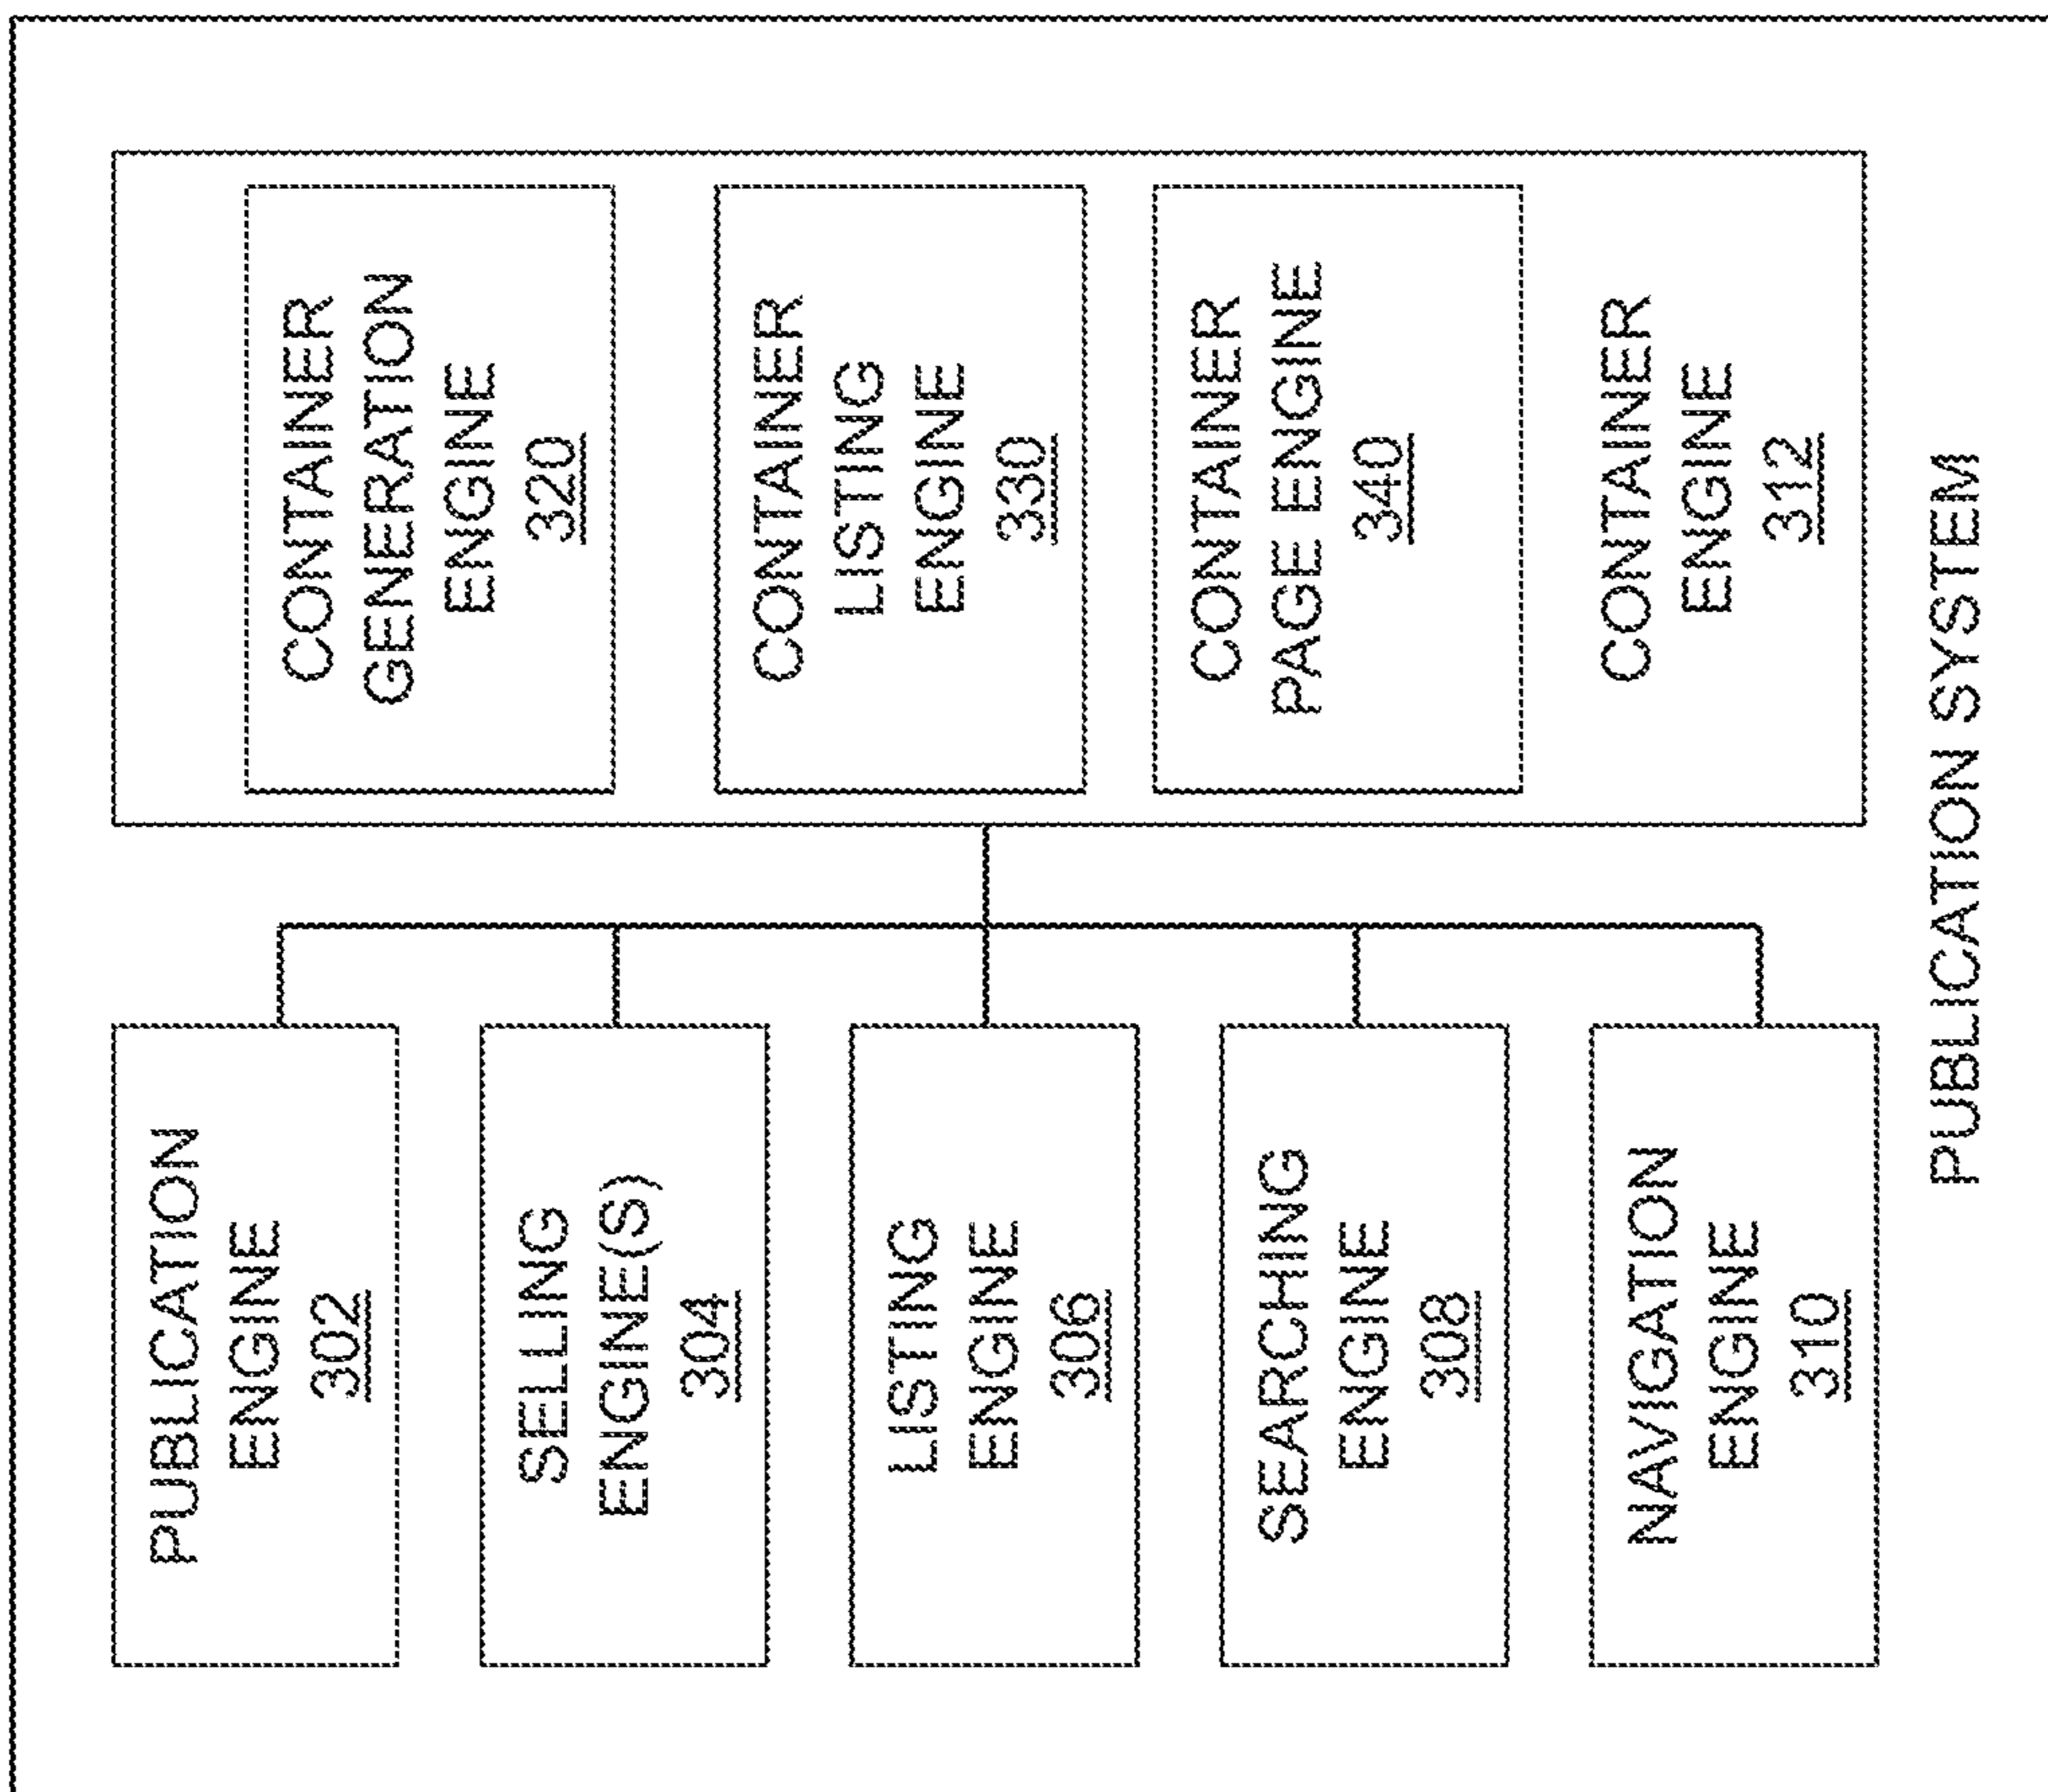 PUBLICATION
ENGINE
302
SELLING
ENGINE(S)
304
LISTING
ENGINE
306
SEARCHING
ENGINE
308
NAVIGATION
ENGINE
310
CONTAINER
GENERATION
ENGINE
320
CONTAINER
LISTING
ENGINE
330
CONTAINER
PAGE ENGINE
340
CONTAINER
ENGINE
312
PUBLICATION SYSTEM